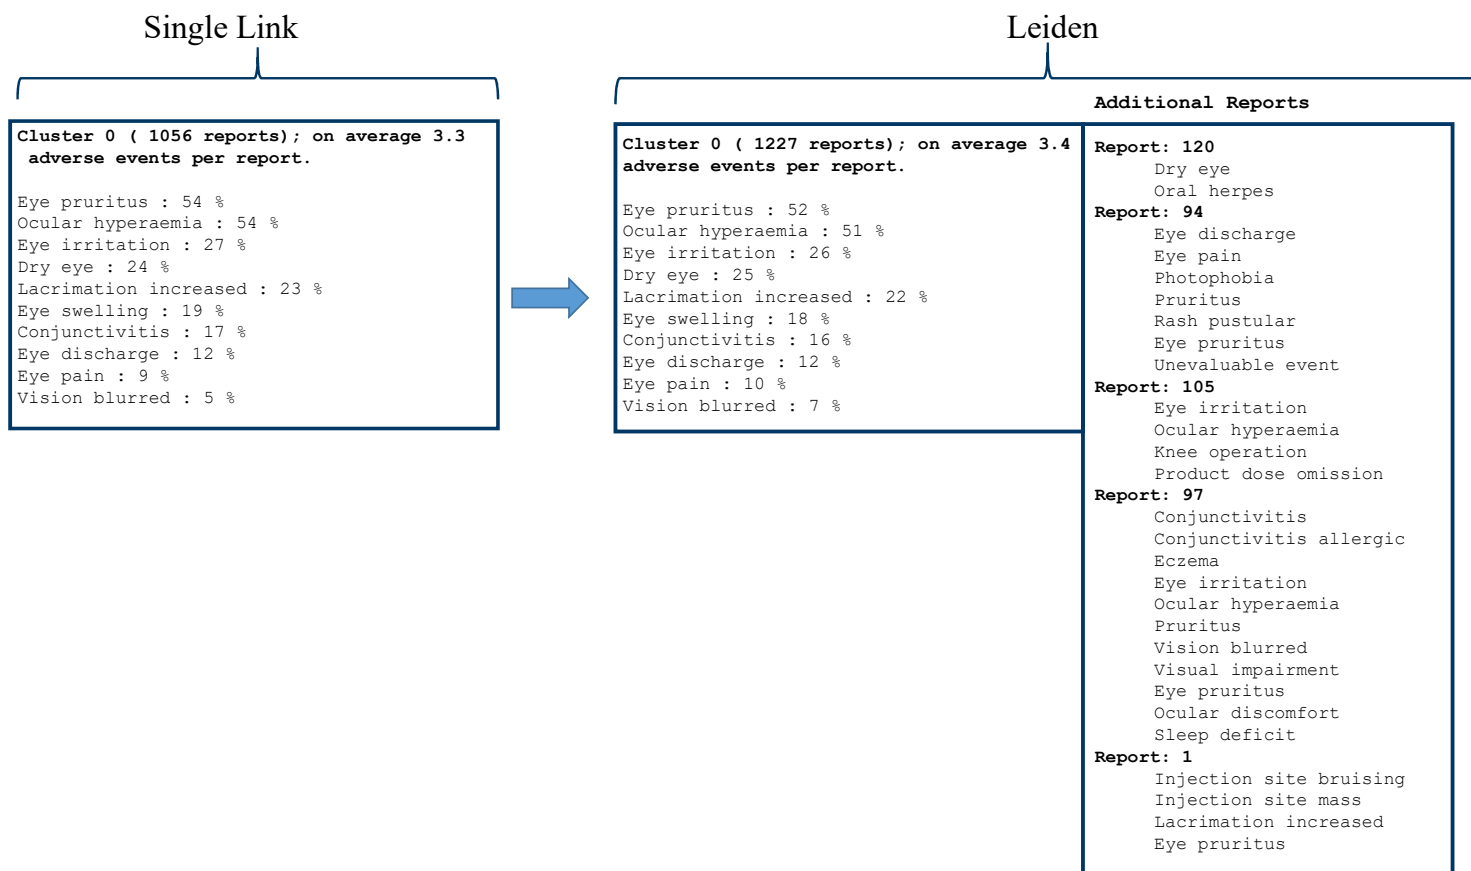 Single Link
Cluster 0 ( 1056 reports); on average 3.3
adverse events per report.
Eye pruritus : 54 %
Ocular hyperaemia : 54 %
Eye irritation : 27 %
Dry eye : 24 %
Lacrimation increased : 23 %
Eye swelling : 19 %
Conjunctivitis : 17 %
Eye discharge : 12 %
Eye pain : 9 %
Vision blurred : 5 %
Leiden
Cluster 0 ( 1227 reports); on average 3.4
adverse events per report.
Eye pruritus : 52 %
Ocular hyperaemia : 51 %
Eye irritation : 26 %
Dry eye : 25 %
Lacrimation increased : 22 %
Eye swelling : 18 %
Conjunctivitis : 16 %
Eye discharge : 12 %
Eye pain : 10 %
Vision blurred : 7 %
Additional Reports
Report: 120
Dry eye
Oral herpes
Report: 94
Eye discharge
Eye pain
Photophobia
Pruritus
Rash pustular
Eye pruritus
Unevaluable event
Report: 105
Eye irritation
Ocular hyperaemia
Knee operation
Product dose omission
Report: 97
Conjunctivitis
Conjunctivitis allergic
Eczema
Eye irritation
Ocular hyperaemia
Pruritus
Vision blurred
Visual impairment
Eye pruritus
Ocular discomfort
Sleep deficit
Report: 1
Injection site bruising
Injection site mass
Lacrimation increased
Eye pruritus